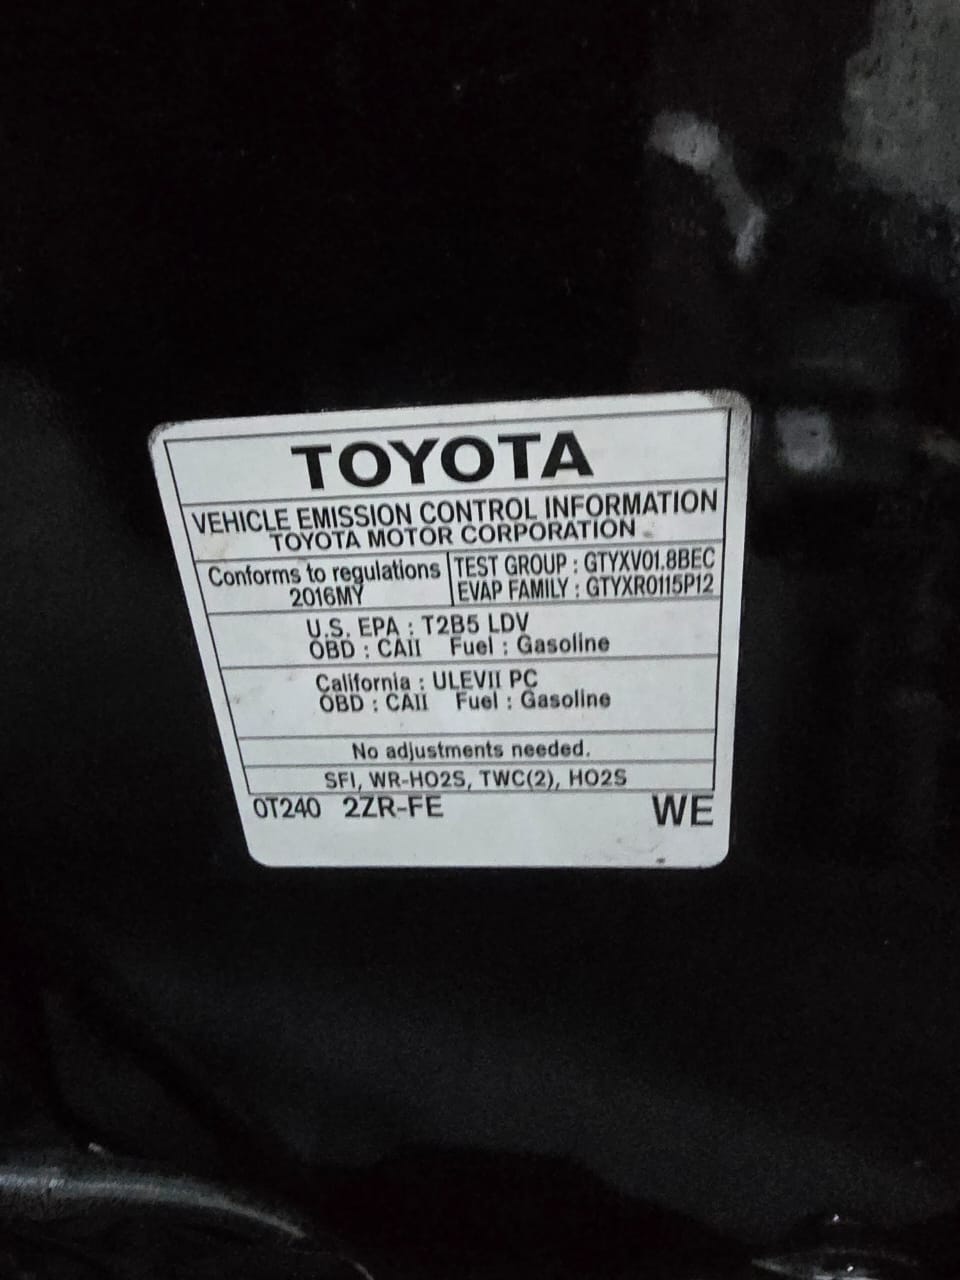 TOYOTA
VEHICLE EMISSION CONTROL INFORMATION
TOYOTA MOTOR CORPORATION
Conforms to regulations
2016MY
TEST GROUP : GTYXV01.8BEC
EVAP FAMILY : GTYXR0115P12
U.S. EPA : T2B5 LDV
OBD : CAII Fuel : Gasoline
California : ULEVII PC
OBD : CAII Fuel : Gasoline
No adjustments needed.
SFI, WR-HO2S, TWC(2), HO2S
0T240 2ZR-FE WE